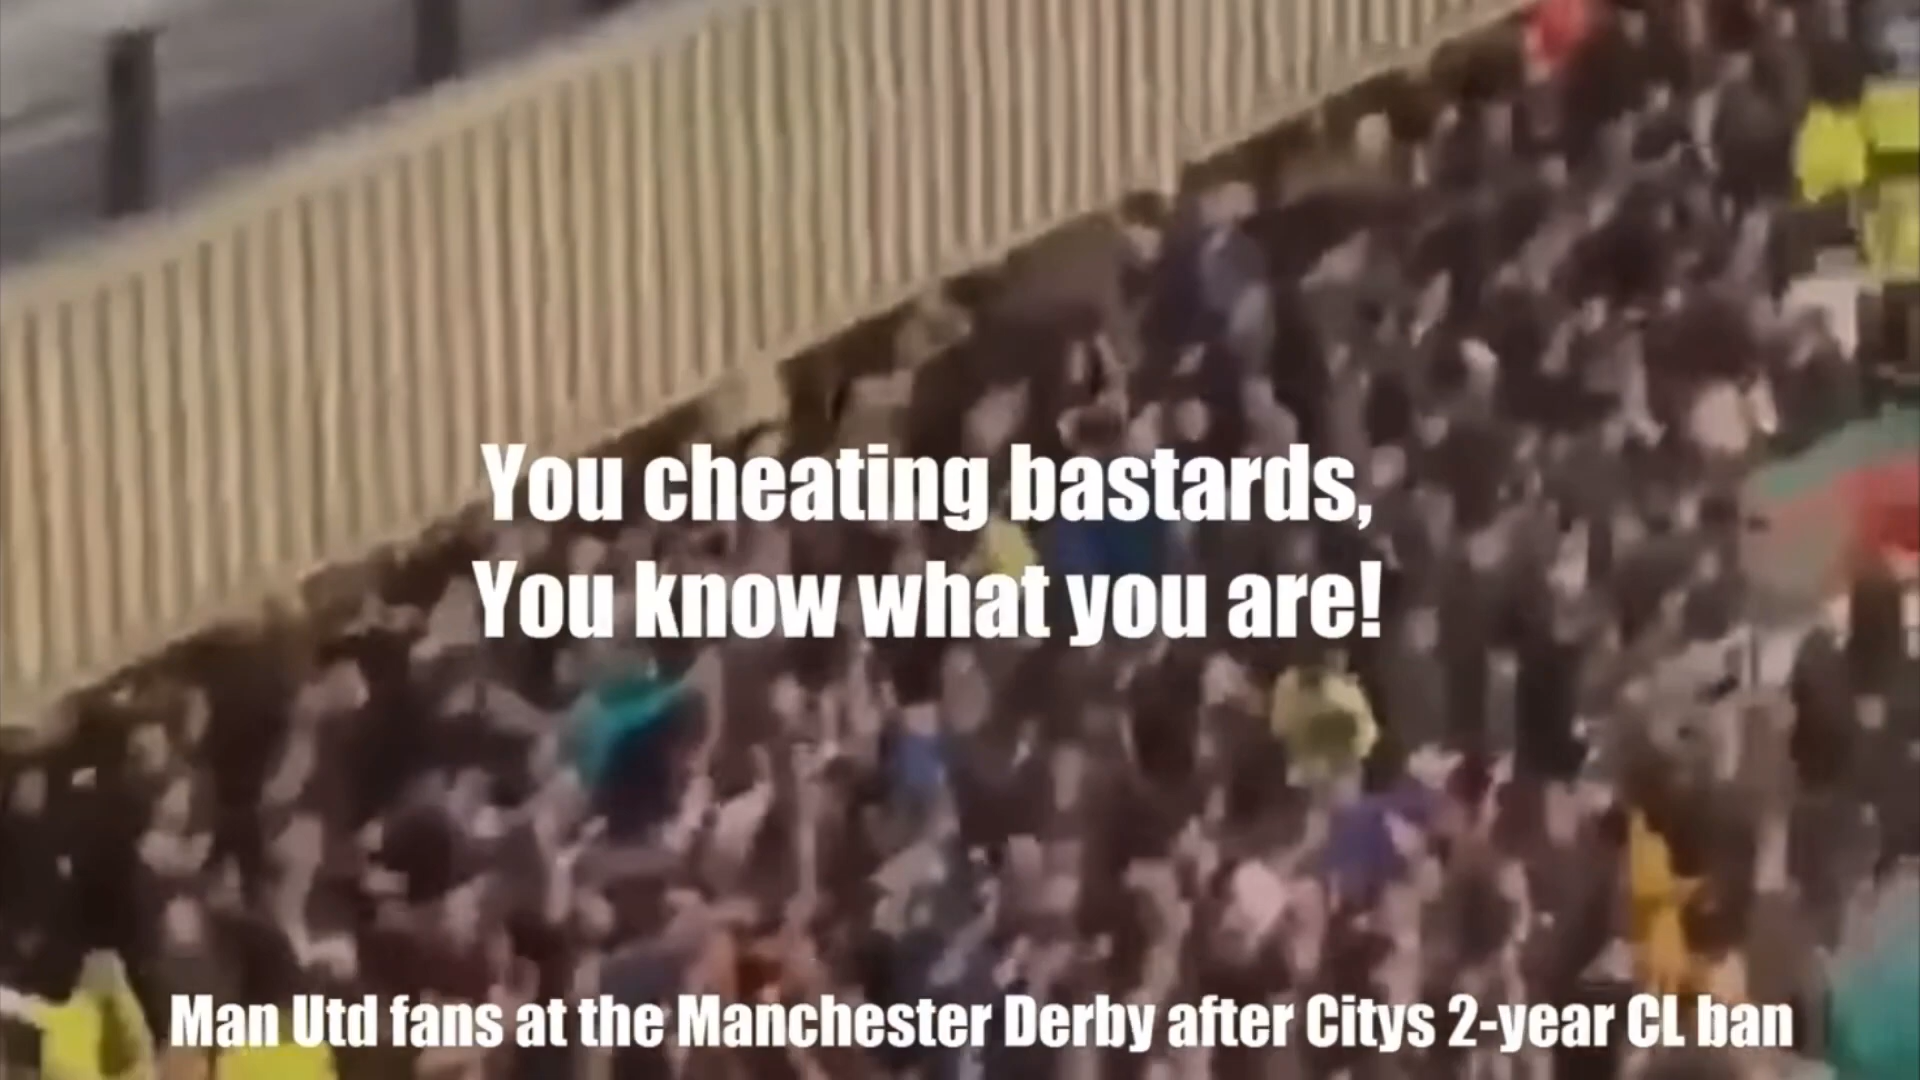 You cheating bastards,
You know what you are!
Man Utd fans at the Manchester Derby after Citys 2-year CL ban